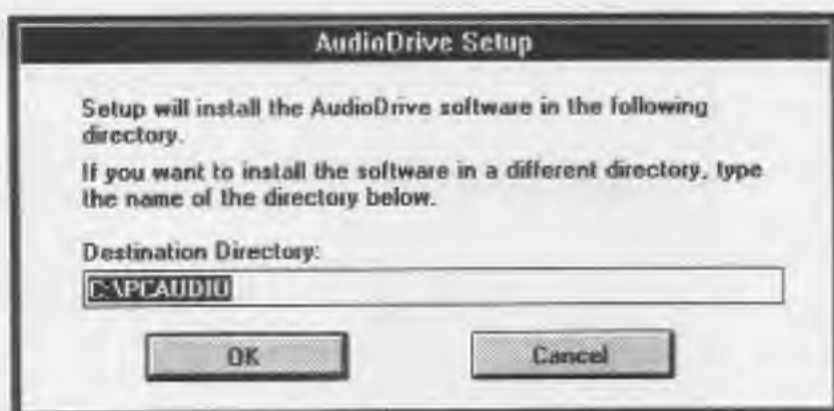 AudioDrive Setup
Setup will install the AudioDrive software in the following
directory.
If you want to install the software in a different directory, type
the name of the directory below.
Destination Directory:
C:\PCAUDIO
OK
Cancel